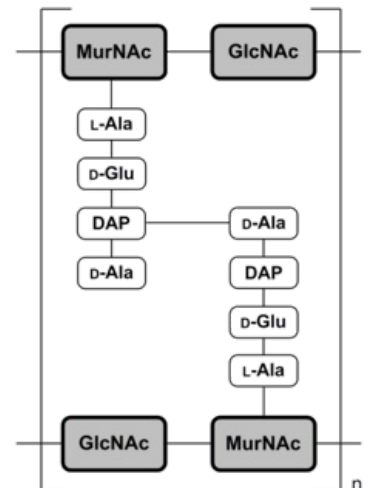 MurNAc GlcNAc
L-Ala
D-Glu
DAP D-Ala
D-Ala DAP
D-Glu
L-Ala
GlcNAc MurNAc
n